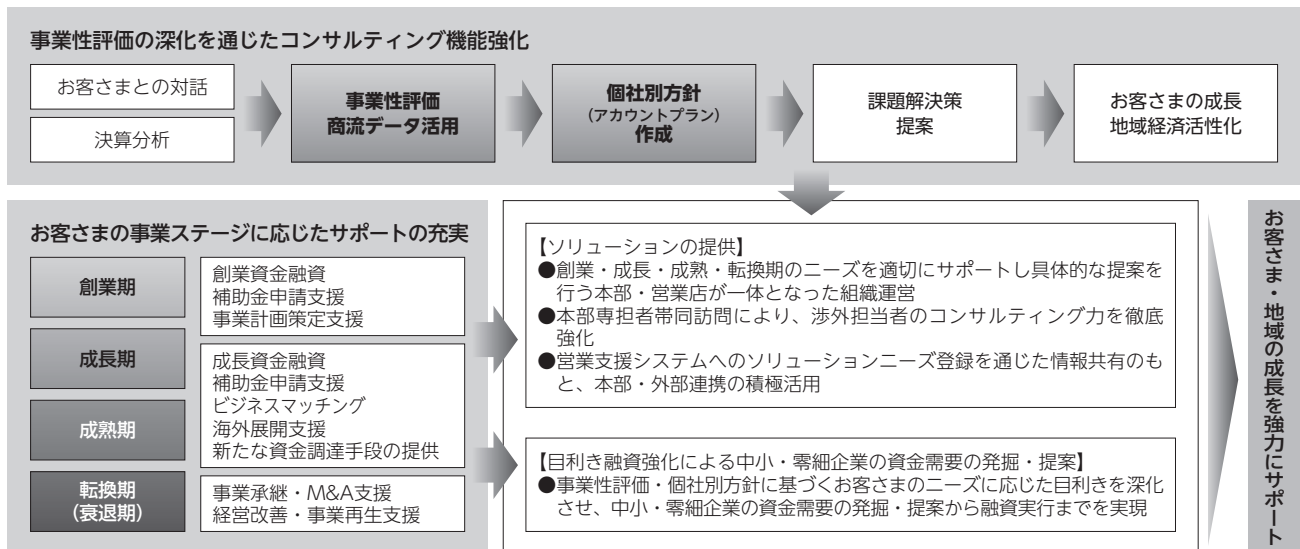 事業性評価の深化を通じたコンサルティング機能強化
お客さまとの対話
決算分析
事業性評価
商流データ活用
個社別方針
（アカウントプラン）
作成
課題解決策
提案
お客さまの成長
地域経済活性化
お客さまの事業ステージに応じたサポートの充実
創業期
創業資金融資
補助金申請支援
事業計画策定支援
成長期
成熟期
成長資金融資
補助金申請支援
ビジネスマッチング
海外展開支援
新たな資金調達手段の提供
転換期
（衰退期）
事業承継・M&A支援
経営改善・事業再生支援
【ソリューションの提供】
●創業・成長・成熟・転換期のニーズを適切にサポートし具体的な提案を
行う本部・営業店が一体となった組織運営
●本部専担者帯同訪問により、渉外担当者のコンサルティング力を徹底
強化
●営業支援システムへのソリューションニーズ登録を通じた情報共有のも
と、本部・外部連携の積極活用
【目利き融資強化による中小・零細企業の資金需要の発掘・提案】
●事業性評価・個社別方針に基づくお客さまのニーズに応じた目利きを深化
させ、中小・零細企業の資金需要の発掘・提案から融資実行までを実現
お客さま・地域の成長を強力にサポート